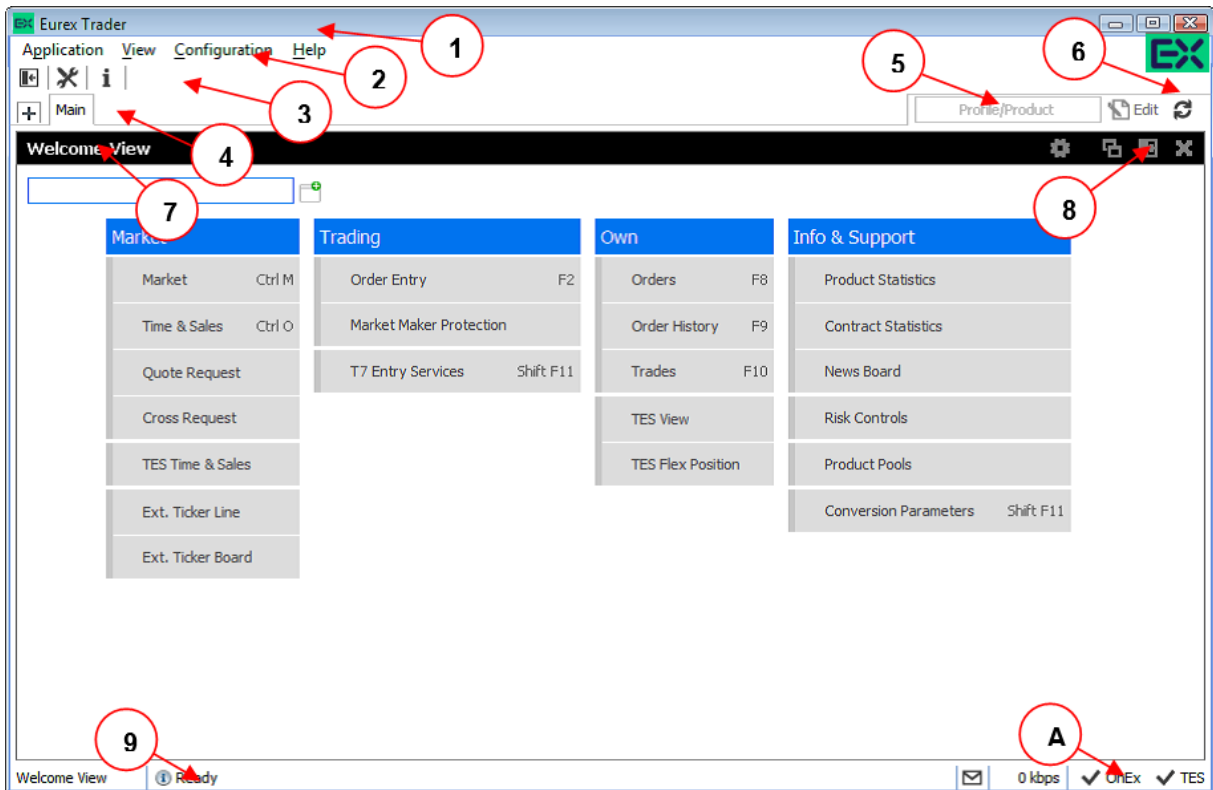 EX Eurex Trader
1
Application View Configuration Help
EX
2
5
6
i
3
+ Main
Profile/Product Edit
4
Welcome View
7
8
Market Trading Own Info & Support
Market Ctrl M Order Entry F2 Orders F8 Product Statistics
Time & Sales Ctrl O Market Maker Protection Order History F9 Contract Statistics
Quote Request T7 Entry Services Shift F11 Trades F10 News Board
Cross Request TES View Risk Controls
TES Time & Sales TES Flex Position Product Pools
Ext. Ticker Line Conversion Parameters Shift F11
Ext. Ticker Board
9
A
Welcome View Ready 0 kbps OnEx TES